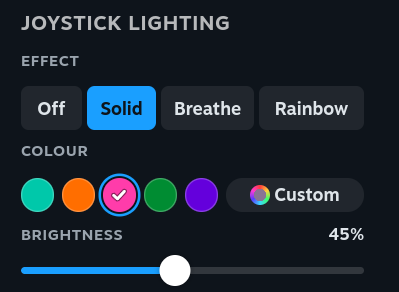 JOYSTICK LIGHTING
EFFECT
Off Solid Breathe Rainbow
COLOUR
Custom
BRIGHTNESS 45%